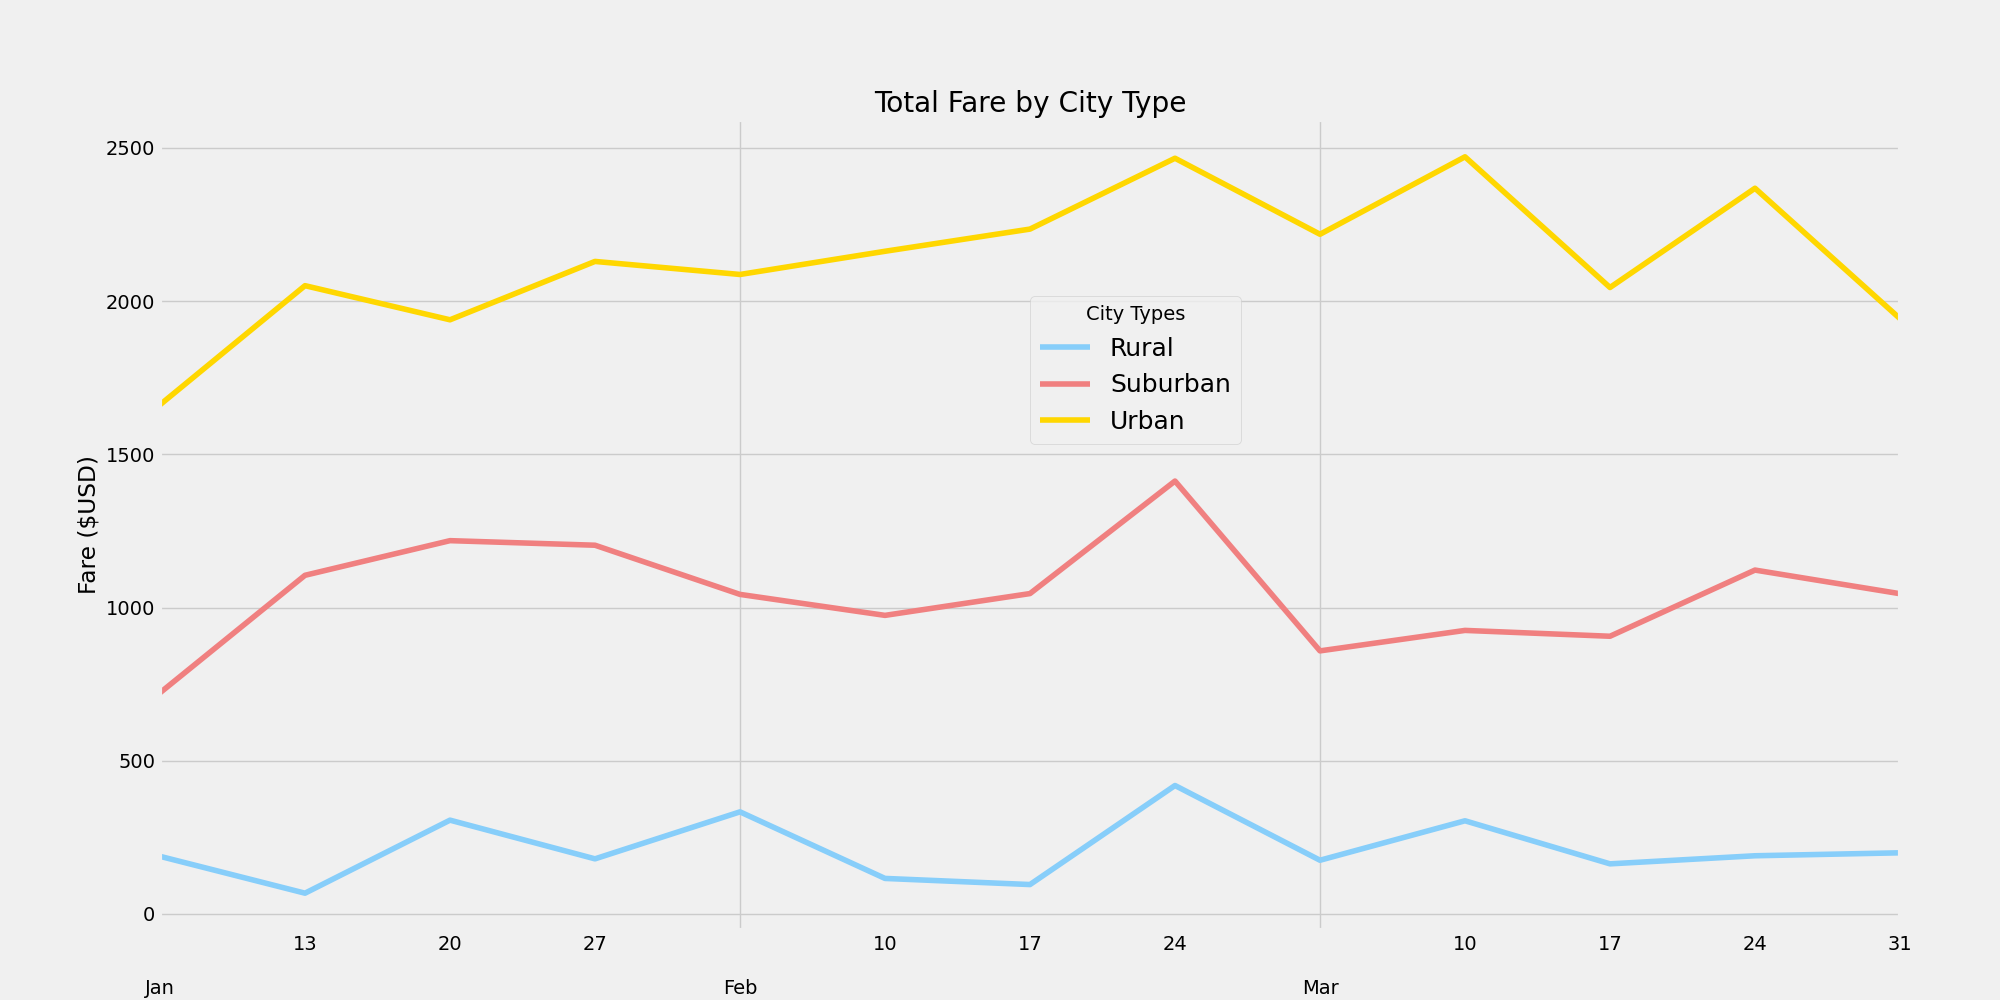 Total Fare by City Type
2500
2000
1500
1000
500
0
Fare ($USD)
City Types
Rural
Suburban
Urban
13 20 27 10 17 24 10 17 24 31
Jan Feb Mar